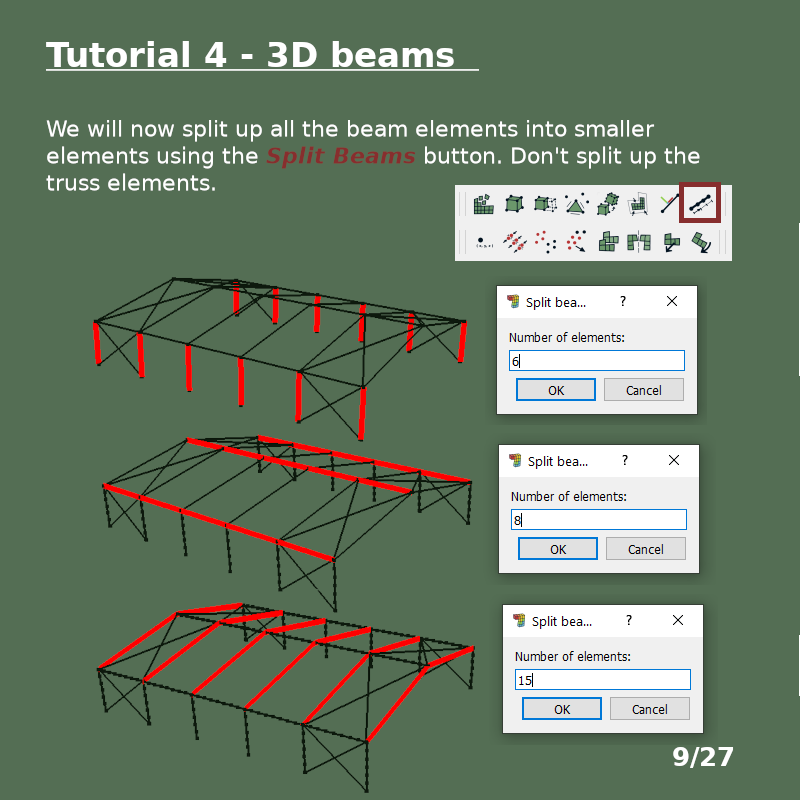 Tutorial 4 - 3D beams
We will now split up all the beam elements into smaller
elements using the Split Beams button. Don't split up the
truss elements.
Split bea...
?
Number of elements:
6
OK
Cancel
Split bea...
?
Number of elements:
8
OK
Cancel
Split bea...
?
Number of elements:
15
OK
Cancel
9/27